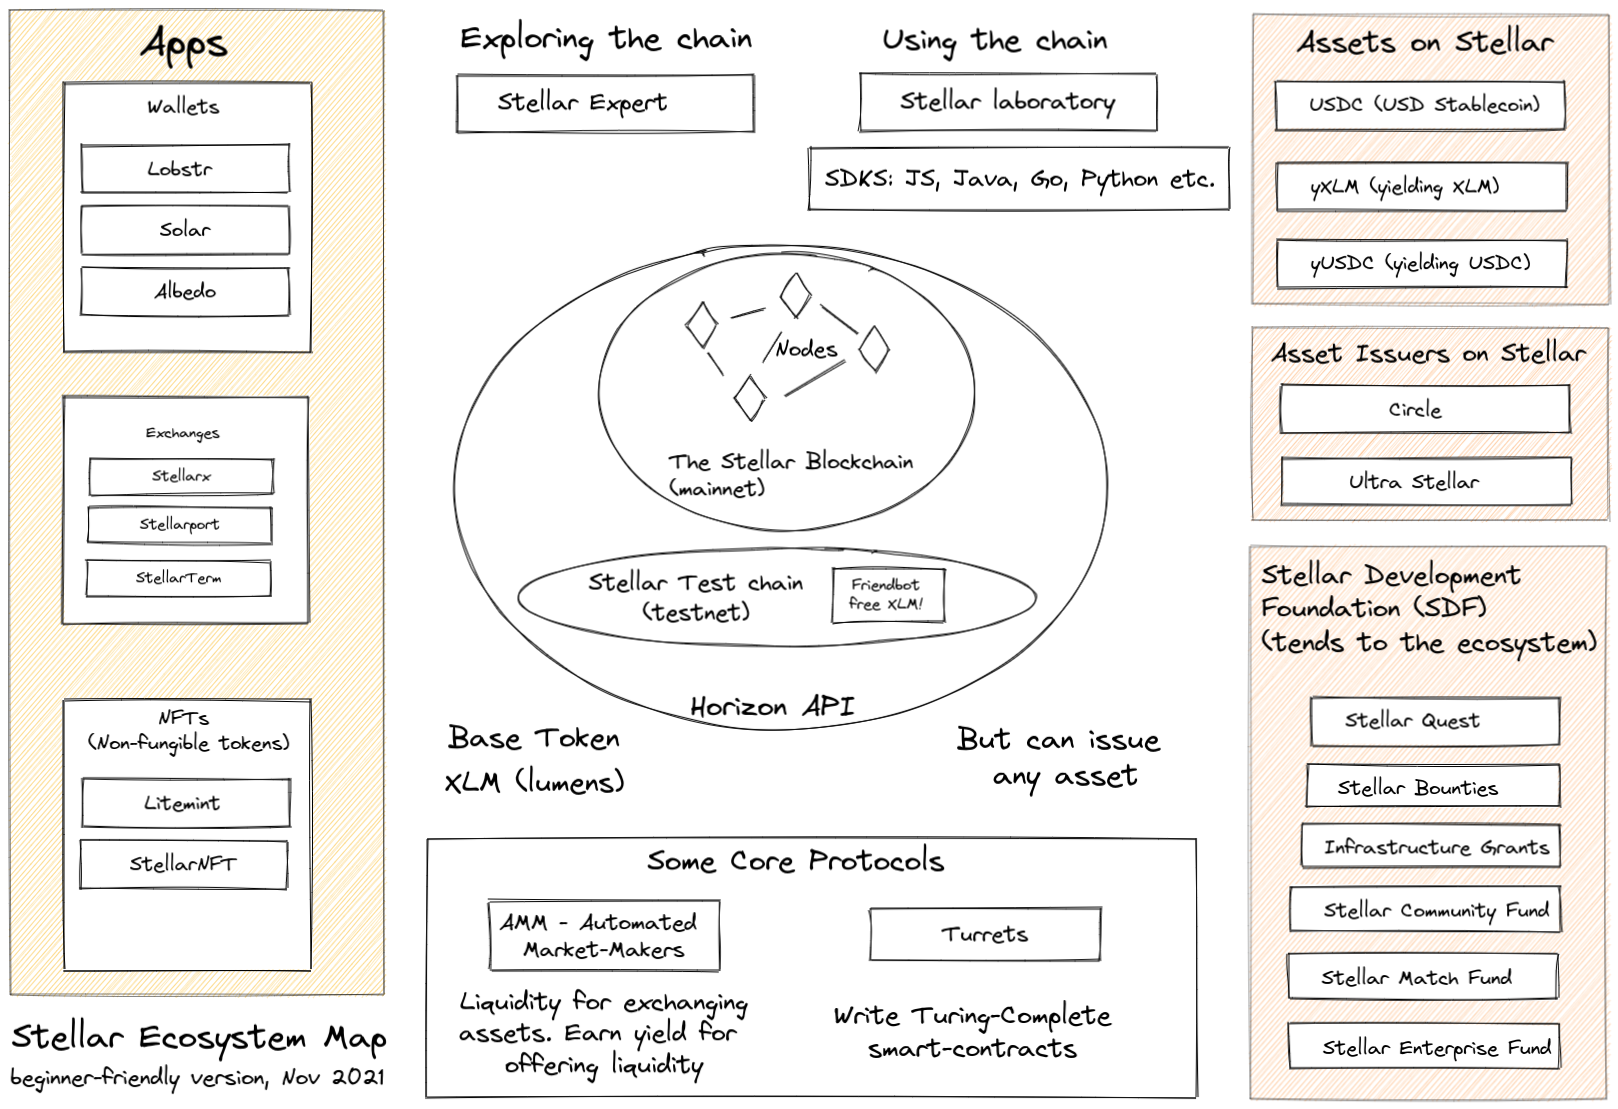 Apps
Wallets
Lobstr
Solar
Albedo
Exchanges
Stellarx
Stellarport
StellarTerm
NFTs
(Non-fungible tokens)
Litemint
StellarNFT
Stellar Ecosystem Map
beginner-friendly version, Nov 2021
Exploring the chain
Stellar Expert
Using the chain
Stellar laboratory
SDKS: JS, Java, Go, Python etc.
Nodes
The Stellar Blockchain
(mainnet)
Stellar Test chain
(testnet)
Friendbot
free XLM!
Horizon API
Base Token
XLM (lumens)
But can issue
any asset
Some Core Protocols
AMM - Automated
Market-Makers
Liquidity for exchanging
assets. Earn yield for
offering liquidity
Turrets
Write Turing-Complete
smart-contracts
Assets on Stellar
USDC (USD Stablecoin)
yXLM (yielding XLM)
yUSDC (yielding USDC)
Asset Issuers on Stellar
Circle
Ultra Stellar
Stellar Development
Foundation (SDF)
(tends to the ecosystem)
Stellar Quest
Stellar Bounties
Infrastructure Grants
Stellar Community Fund
Stellar Match Fund
Stellar Enterprise Fund